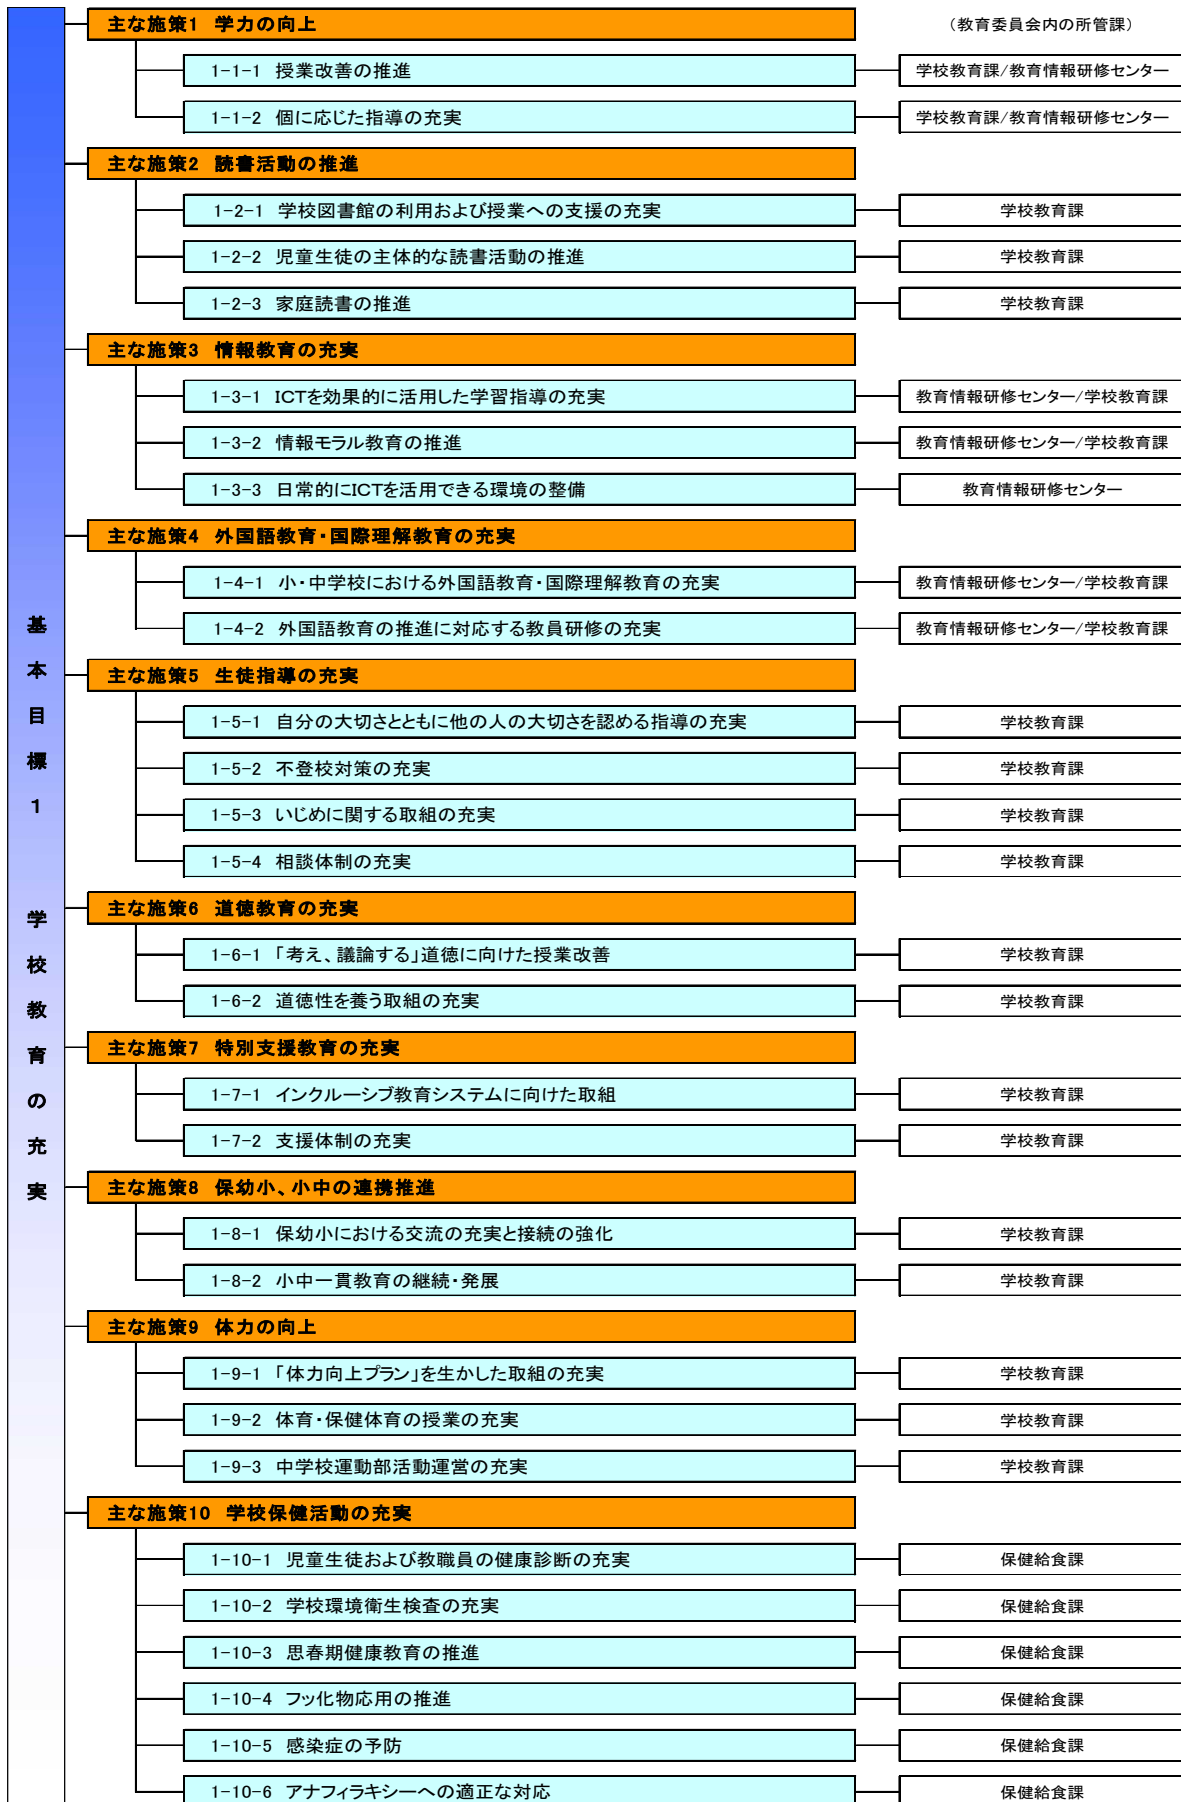 基本目標1 学校教育の充実
主な施策1 学力の向上 （教育委員会内の所管課）
1-1-1 授業改善の推進 学校教育課/教育情報研修センター
1-1-2 個に応じた指導の充実 学校教育課/教育情報研修センター
主な施策2 読書活動の推進
1-2-1 学校図書館の利用および授業への支援の充実 学校教育課
1-2-2 児童生徒の主体的な読書活動の推進 学校教育課
1-2-3 家庭読書の推進 学校教育課
主な施策3 情報教育の充実
1-3-1 ICTを効果的に活用した学習指導の充実 教育情報研修センター/学校教育課
1-3-2 情報モラル教育の推進 教育情報研修センター/学校教育課
1-3-3 日常的にICTを活用できる環境の整備 教育情報研修センター
主な施策4 外国語教育・国際理解教育の充実
1-4-1 小・中学校における外国語教育・国際理解教育の充実 教育情報研修センター/学校教育課
1-4-2 外国語教育の推進に対応する教員研修の充実 教育情報研修センター/学校教育課
主な施策5 生徒指導の充実
1-5-1 自分の大切さとともに他の人の大切さを認める指導の充実 学校教育課
1-5-2 不登校対策の充実 学校教育課
1-5-3 いじめに関する取組の充実 学校教育課
1-5-4 相談体制の充実 学校教育課
主な施策6 道徳教育の充実
1-6-1 「考え、議論する」道徳に向けた授業改善 学校教育課
1-6-2 道徳性を養う取組の充実 学校教育課
主な施策7 特別支援教育の充実
1-7-1 インクルーシブ教育システムに向けた取組 学校教育課
1-7-2 支援体制の充実 学校教育課
主な施策8 保幼小、小中の連携推進
1-8-1 保幼小における交流の充実と接続の強化 学校教育課
1-8-2 小中一貫教育の継続・発展 学校教育課
主な施策9 体力の向上
1-9-1 「体力向上プラン」を生かした取組の充実 学校教育課
1-9-2 体育・保健体育の授業の充実 学校教育課
1-9-3 中学校運動部活動運営の充実 学校教育課
主な施策10 学校保健活動の充実
1-10-1 児童生徒および教職員の健康診断の充実 保健給食課
1-10-2 学校環境衛生検査の充実 保健給食課
1-10-3 思春期健康教育の推進 保健給食課
1-10-4 フッ化物応用の推進 保健給食課
1-10-5 感染症の予防 保健給食課
1-10-6 アナフィラキシーへの適正な対応 保健給食課